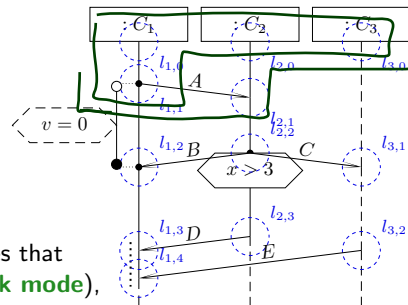 : C₁ : C₂ : C₃
l₁,₀ l₂,₀ l₃,₀
A
l₁,₁ l₂,₁
v = 0 l₂,₂
l₁,₂ B C l₃,₁
x > 3
l₁,₃ D l₂,₃ l₃,₂
l₁,₄ E
s that
k mode),